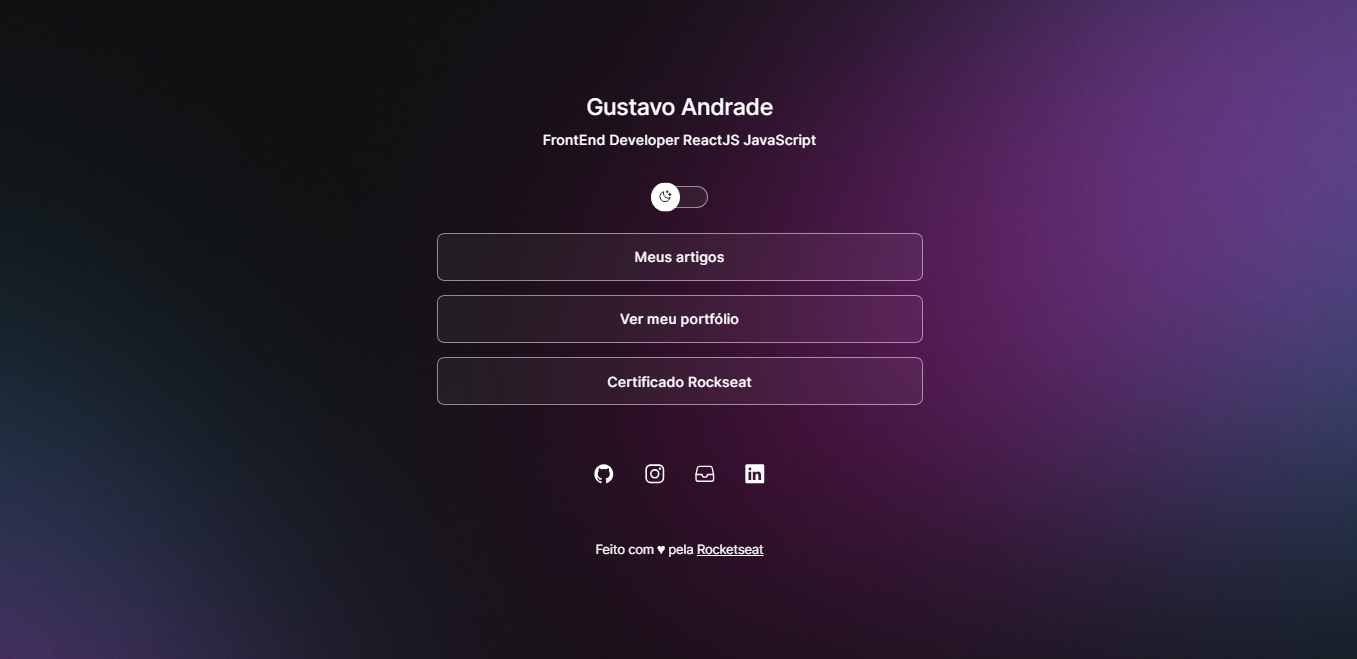 Gustavo Andrade
FrontEnd Developer ReactJS JavaScript
Meus artigos
Ver meu portfólio
Certificado Rockseat
Feito com ♥ pela Rocketseat